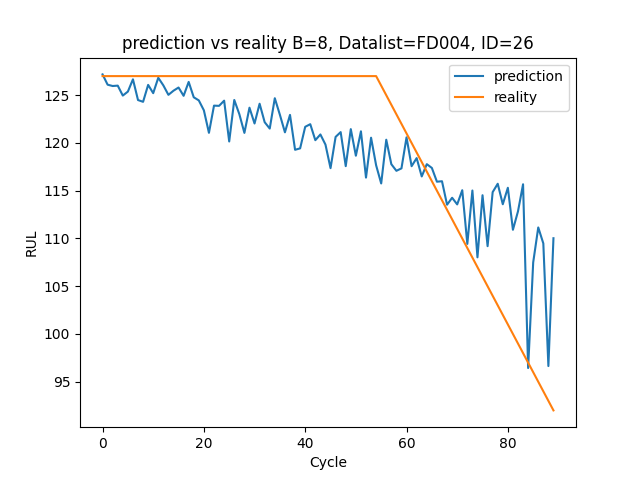 prediction vs reality B=8, Datalist=FD004, ID=26
prediction
reality
125
120
115
110
105
100
95
RUL
0 20 40 60 80
Cycle